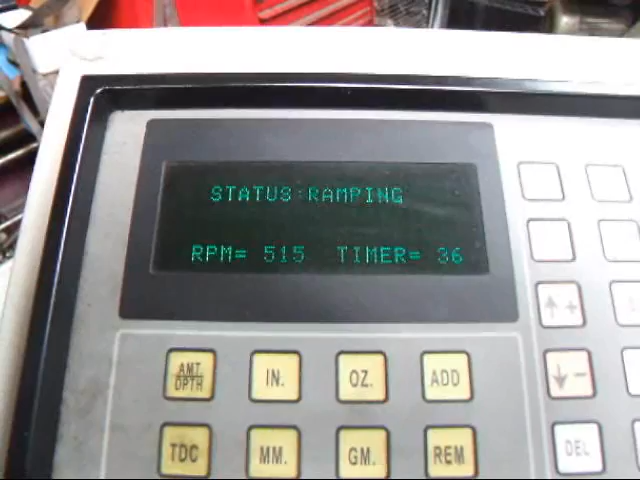 STATUS:RAMPING
RPM= 515 TIMER= 36
AMT.
DPTH
IN.
OZ.
ADD
TDC
MM.
GM.
REM
↑+
↓-
DEL